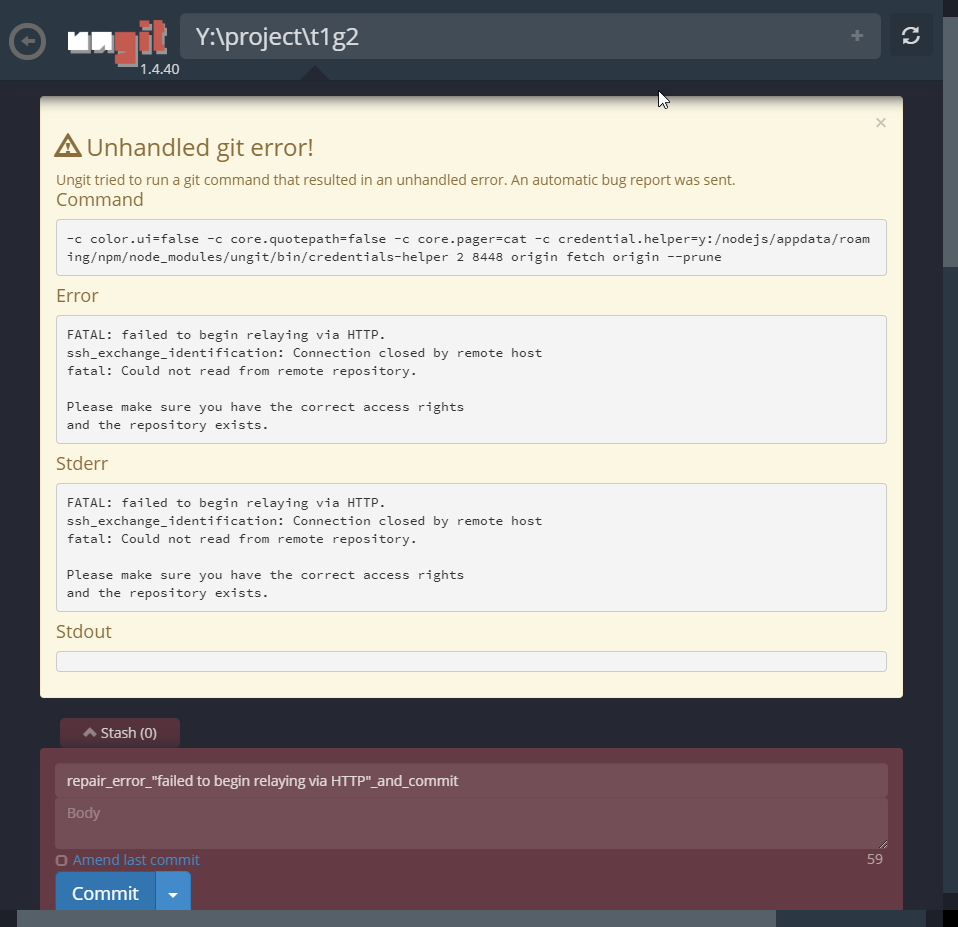 ungit
Y:\project\t1g2
1.4.40
Unhandled git error!
Ungit tried to run a git command that resulted in an unhandled error. An automatic bug report was sent.
Command
-c color.ui=false -c core.quotepath=false -c core.pager=cat -c credential.helper=y:/nodejs/appdata/roam
ing/npm/node_modules/ungit/bin/credentials-helper 2 8448 origin fetch origin --prune
Error
FATAL: failed to begin relaying via HTTP.
ssh_exchange_identification: Connection closed by remote host
fatal: Could not read from remote repository.
Please make sure you have the correct access rights
and the repository exists.
Stderr
FATAL: failed to begin relaying via HTTP.
ssh_exchange_identification: Connection closed by remote host
fatal: Could not read from remote repository.
Please make sure you have the correct access rights
and the repository exists.
Stdout
Stash (0)
repair_error_"failed to begin relaying via HTTP"_and_commit
Body
Amend last commit
59
Commit